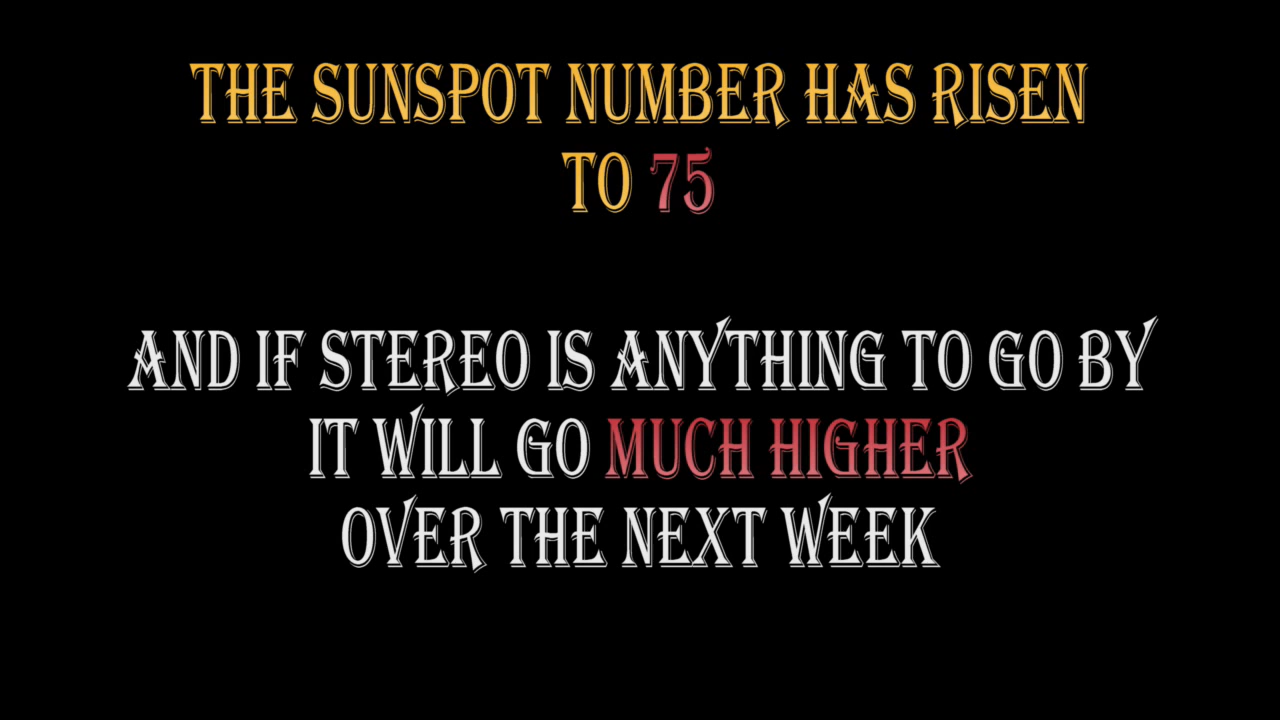 THE SUNSPOT NUMBER HAS RISEN
TO 75
AND IF STEREO IS ANYTHING TO GO BY
IT WILL GO MUCH HIGHER
OVER THE NEXT WEEK